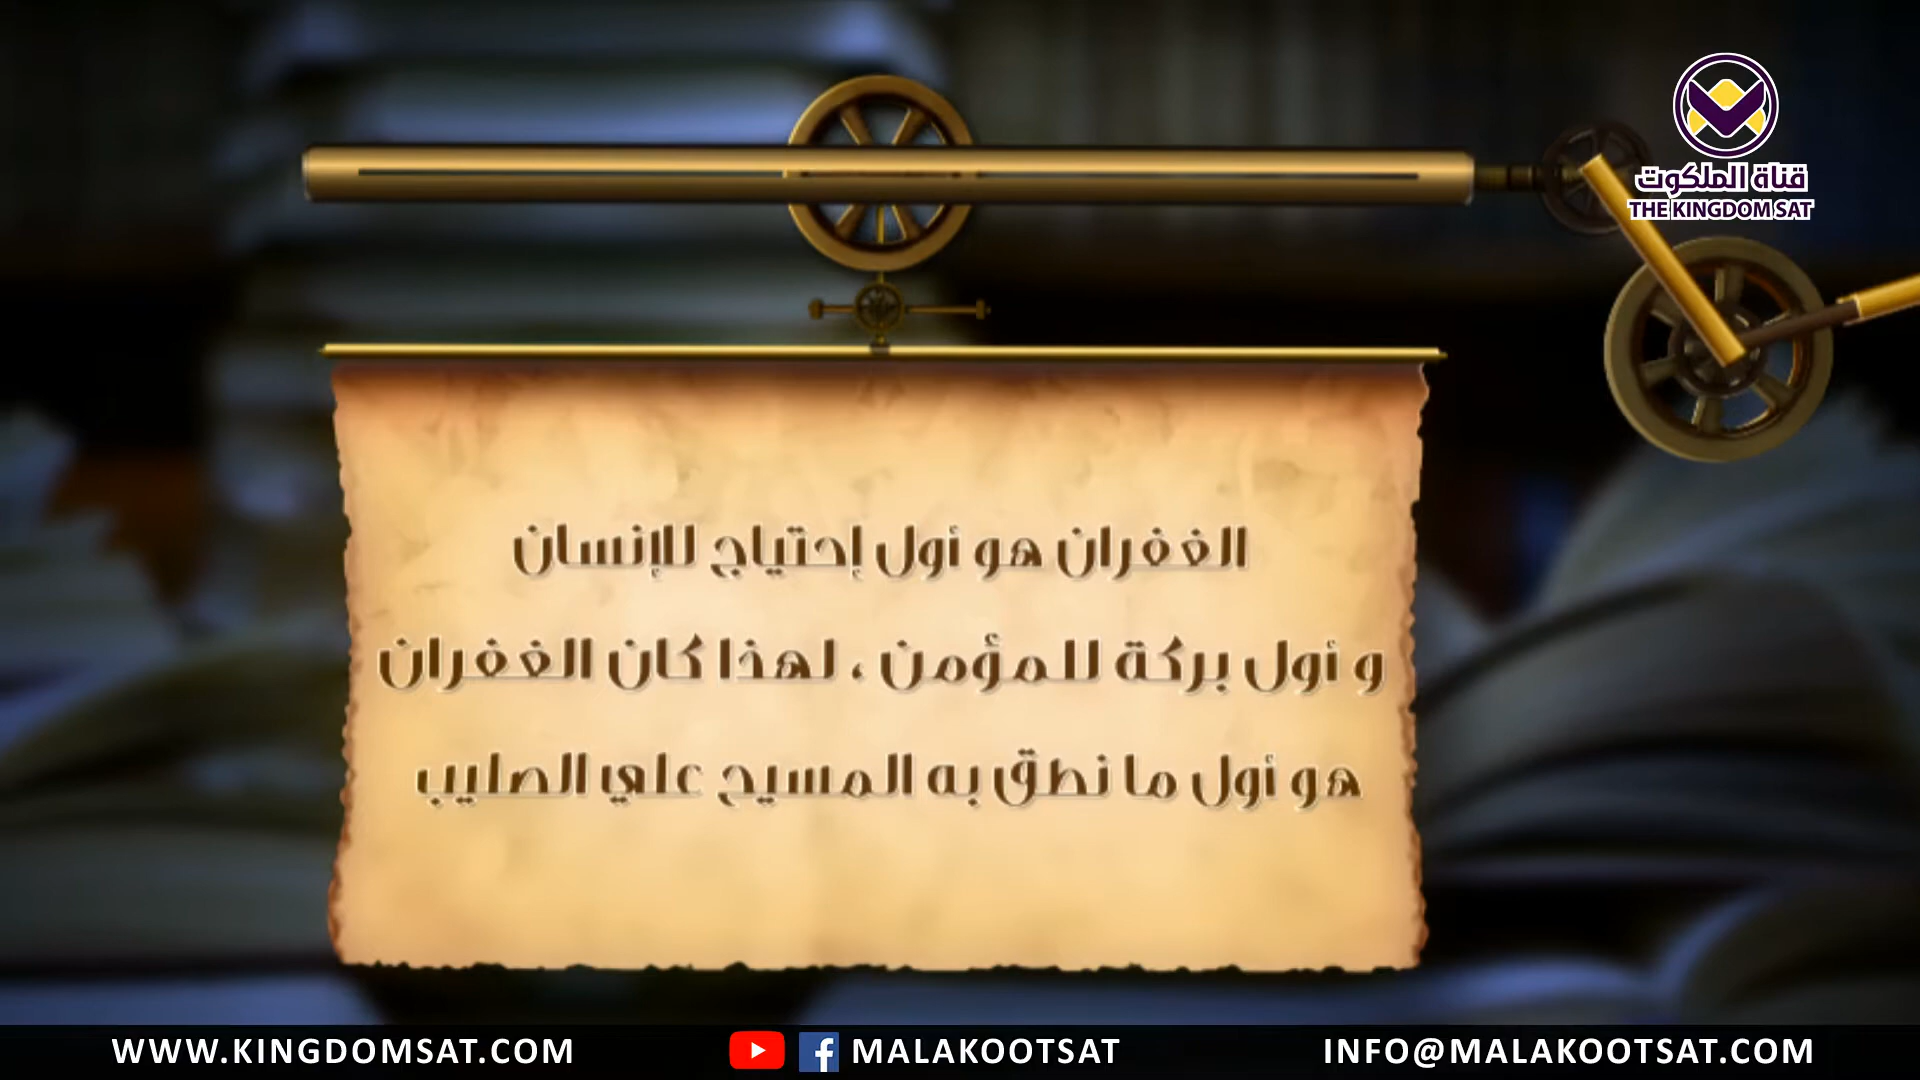 قناة الملكوت
THE KINGDOM SAT
الغفران هو أول إحتياج للإنسان
و أول بركة للمؤمن ، لهذا كان الغفران
هو أول ما نطق به المسيح علي الصليب
WWW.KINGDOMSAT.COM
MALAKOOTSAT
INFO@MALAKOOTSAT.COM